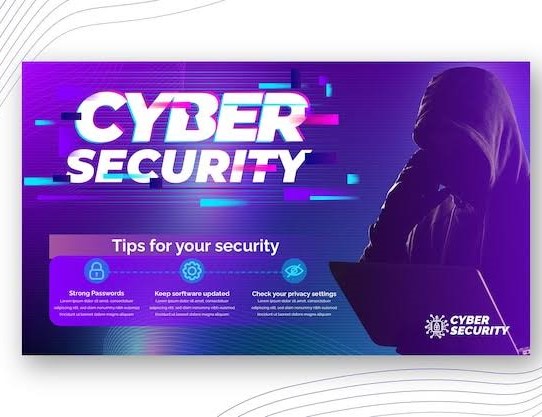 CYBER
SECURITY
Tips for your security
Strong Passwords
Lorem ipsum dolor sit amet, consectetuer
adipiscing elit, sed diam nonummy nibh euismod
tincidunt ut laoreet dolore magna aliquam
Keep software updated
Lorem ipsum dolor sit amet, consectetuer
adipiscing elit, sed diam nonummy nibh euismod
tincidunt ut laoreet dolore magna aliquam
Check your privacy settings
Lorem ipsum dolor sit amet, consectetuer
adipiscing elit, sed diam nonummy nibh euismod
tincidunt ut laoreet dolore magna aliquam
CYBER
SECURITY